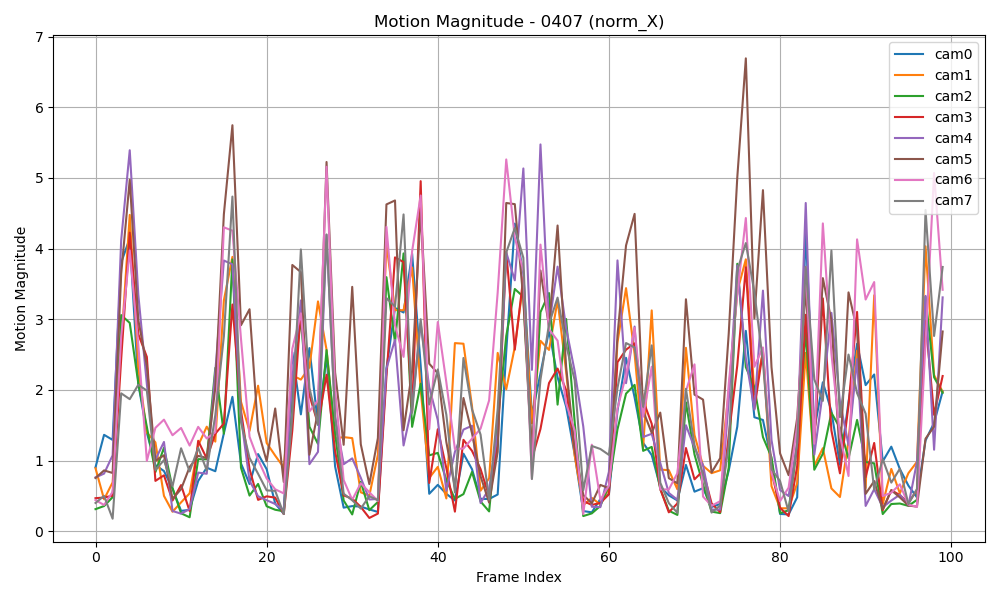 Motion Magnitude - 0407 (norm_X)
Motion Magnitude
7
6
5
4
3
2
1
0
0
20
40
60
80
100
Frame Index
cam0
cam1
cam2
cam3
cam4
cam5
cam6
cam7